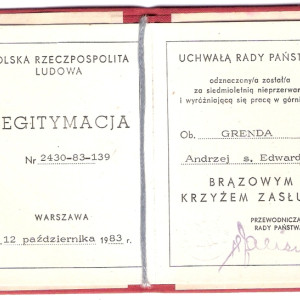 OLSKA RZECZPOSPOLITA
LUDOWA
EGITYMACJA
Nr 2430-83-139
WARSZAWA
12 października 1983 r.
UCHWAŁĄ RADY PAŃST
odznaczony/a został/a
za siedmioletnią nieprzerwan
i wyróżniającą się pracę w górni
Ob. GRENDA
Andrzej s. Edward
BRĄZOWYM
KRZYŻEM ZASŁU
PRZEWODNICZĄ
RADY PAŃSTWA